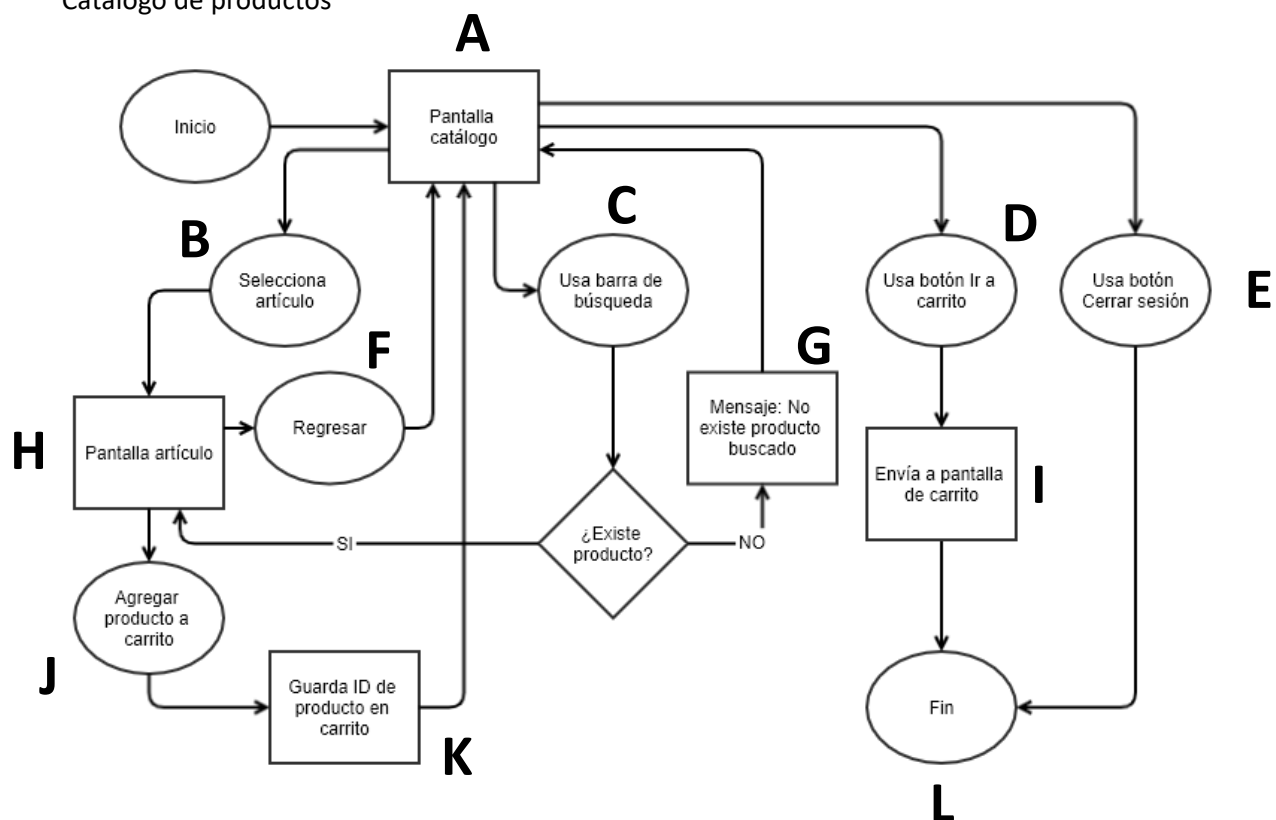 Catálogo de productos
A
Inicio
Pantalla
catálogo
B
Selecciona
artículo
C
Usa barra de
búsqueda
D
Usa botón Ir a
carrito
E
Usa botón
Cerrar sesión
F
Regresar
G
Mensaje: No
existe producto
buscado
H
Pantalla artículo
I
Envía a pantalla
de carrito
SI
¿Existe
producto?
NO
J
Agregar
producto a
carrito
K
Guarda ID de
producto en
carrito
Fin
L